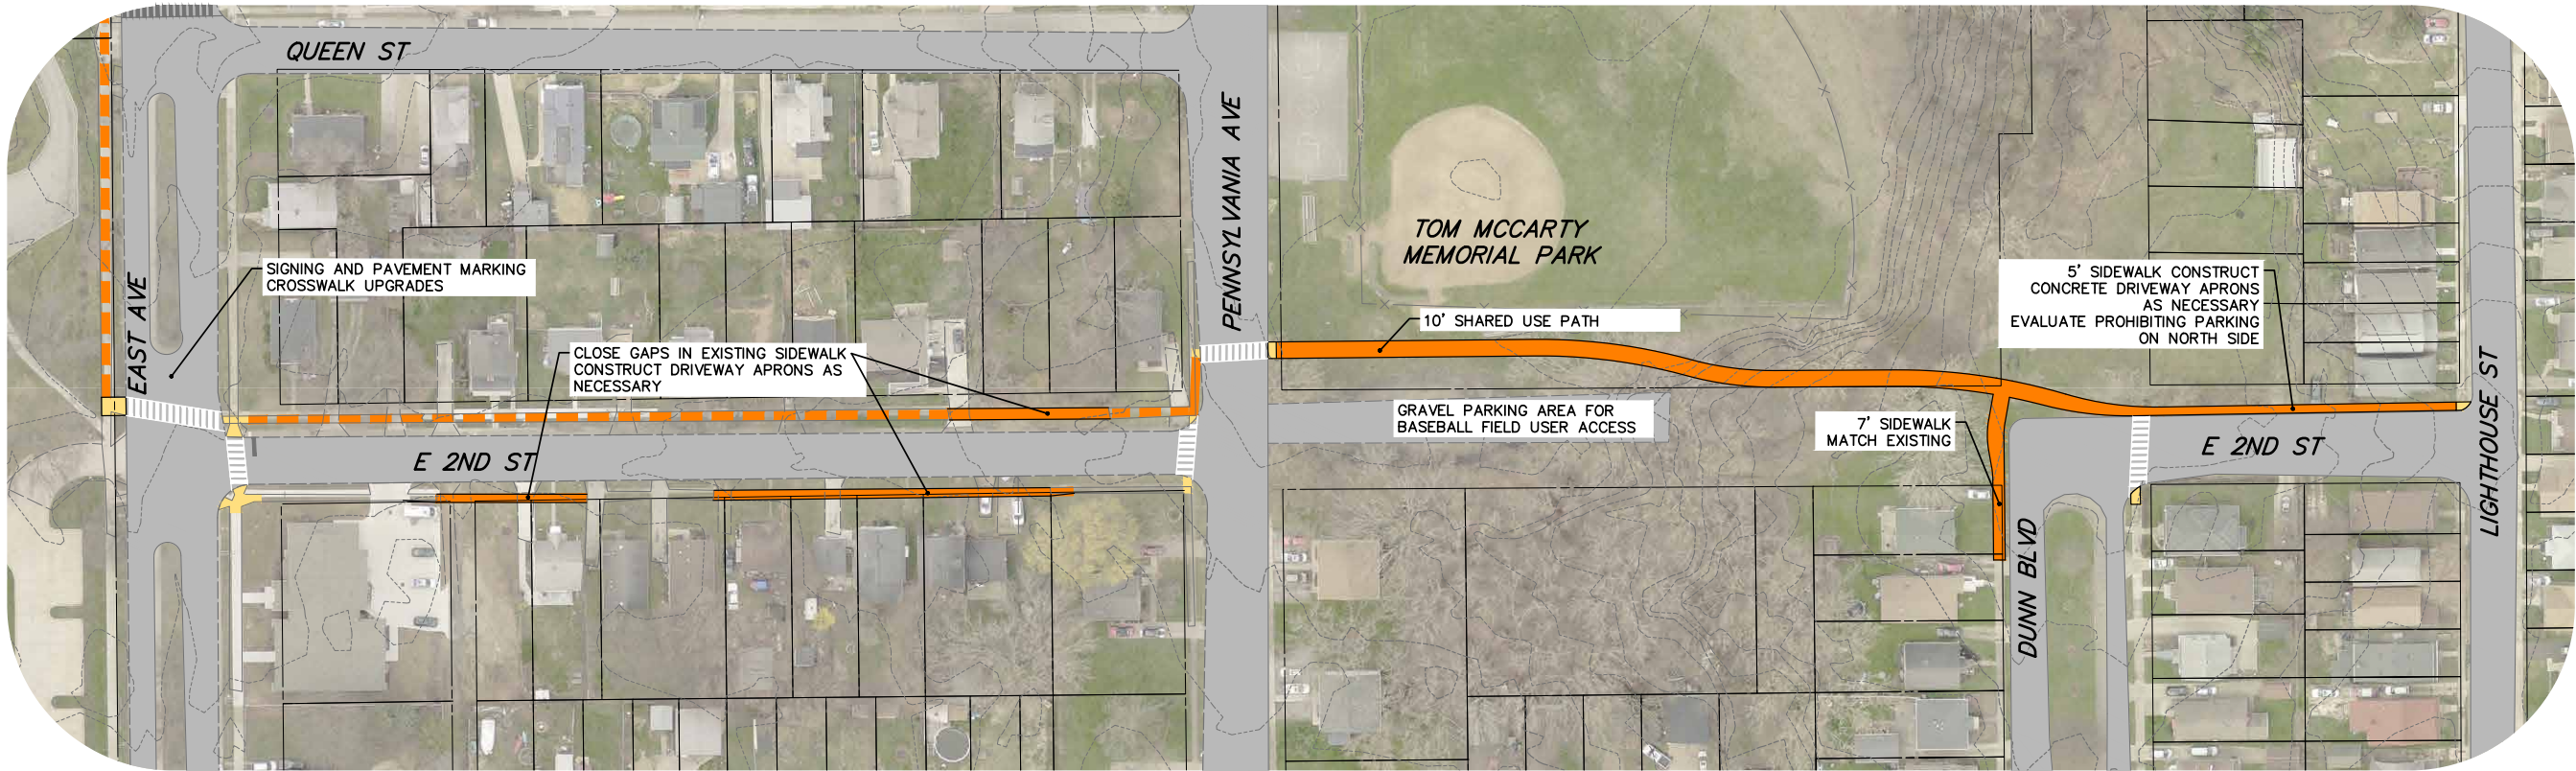 QUEEN ST
EAST AVE
SIGNING AND PAVEMENT MARKING
CROSSWALK UPGRADES
CLOSE GAPS IN EXISTING SIDEWALK
CONSTRUCT DRIVEWAY APRONS AS
NECESSARY
E 2ND ST
PENNSYLVANIA AVE
TOM MCCARTY
MEMORIAL PARK
10' SHARED USE PATH
GRAVEL PARKING AREA FOR
BASEBALL FIELD USER ACCESS
7' SIDEWALK
MATCH EXISTING
5' SIDEWALK CONSTRUCT
CONCRETE DRIVEWAY APRONS
AS NECESSARY
EVALUATE PROHIBITING PARKING
ON NORTH SIDE
E 2ND ST
DUNN BLVD
LIGHTHOUSE ST